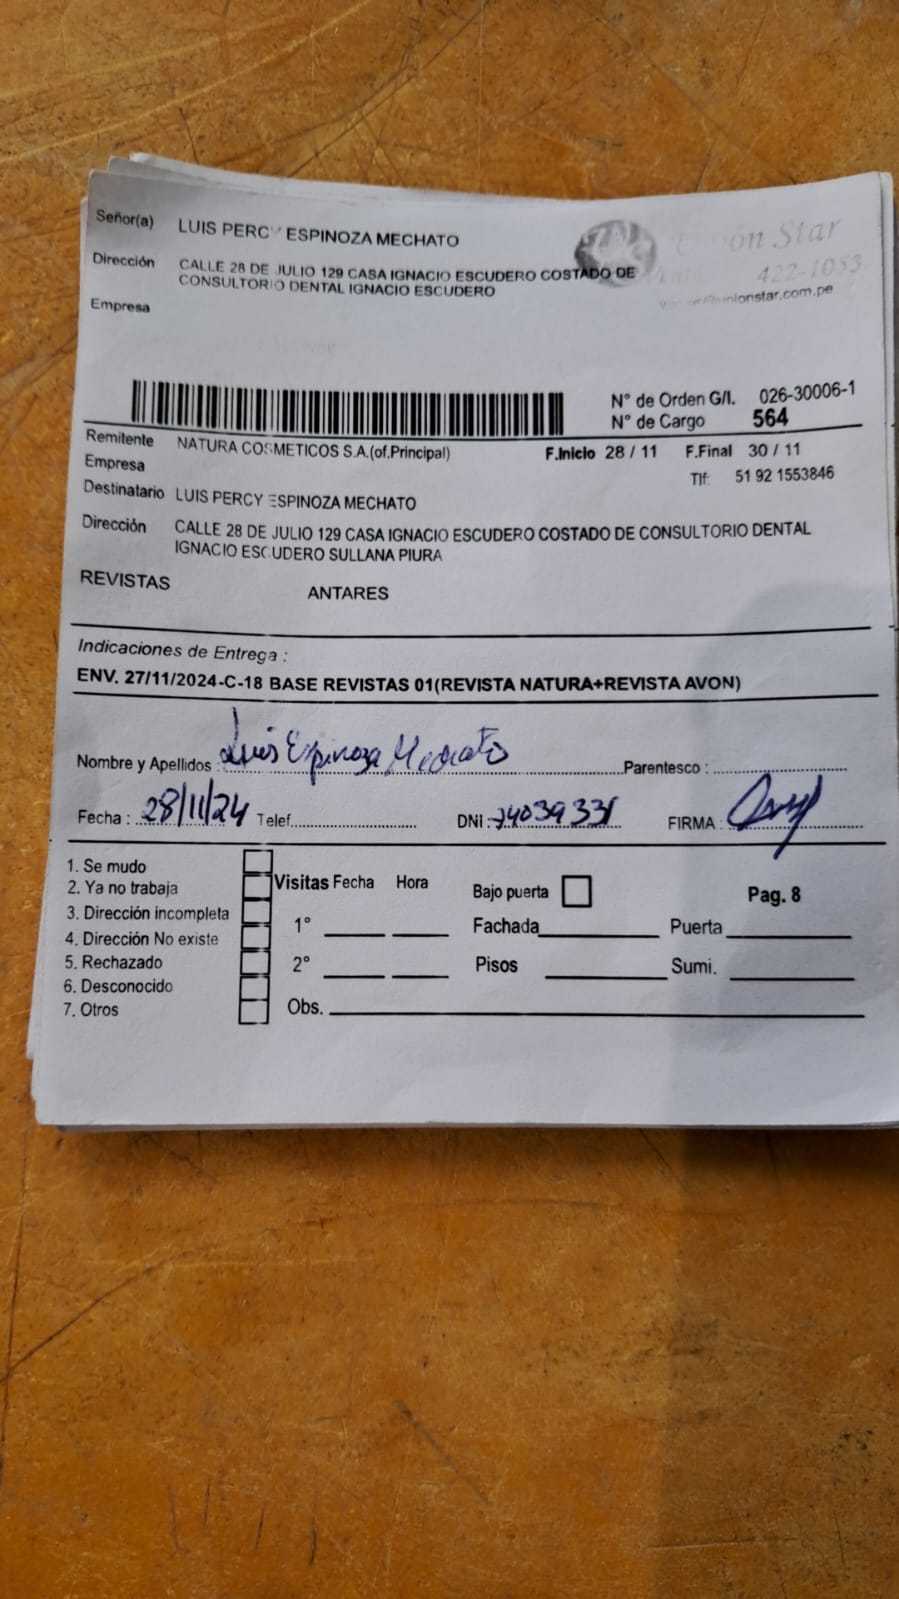 Señor(a) LUIS PERCY ESPINOZA MECHATO
Dirección CALLE 28 DE JULIO 129 CASA IGNACIO ESCUDERO COSTADO DE
CONSULTORIO DENTAL IGNACIO ESCUDERO
Empresa
Star
422-1053
unionstar.com.pe
N° de Orden G/I. 026-30006-1
N° de Cargo 564
Remitente NATURA COSMETICOS S.A.(of.Principal) F.Inicio 28 / 11 F.Final 30 / 11
Empresa Tlf: 51 92 1553846
Destinatario LUIS PERCY ESPINOZA MECHATO
Dirección CALLE 28 DE JULIO 129 CASA IGNACIO ESCUDERO COSTADO DE CONSULTORIO DENTAL
IGNACIO ESCUDERO SULLANA PIURA
REVISTAS ANTARES
Indicaciones de Entrega :
ENV. 27/11/2024-C-18 BASE REVISTAS 01(REVISTA NATURA+REVISTA AVON)
Nombre y Apellidos : Luis Espinoza Mechato Parentesco :
Fecha : 28/11/24 Telef. DNI : 74039331 FIRMA :
1. Se mudo
2. Ya no trabaja Visitas Fecha Hora Bajo puerta Pag. 8
3. Dirección incompleta 1° Fachada Puerta
4. Dirección No existe
5. Rechazado 2° Pisos Sumi.
6. Desconocido
7. Otros Obs.